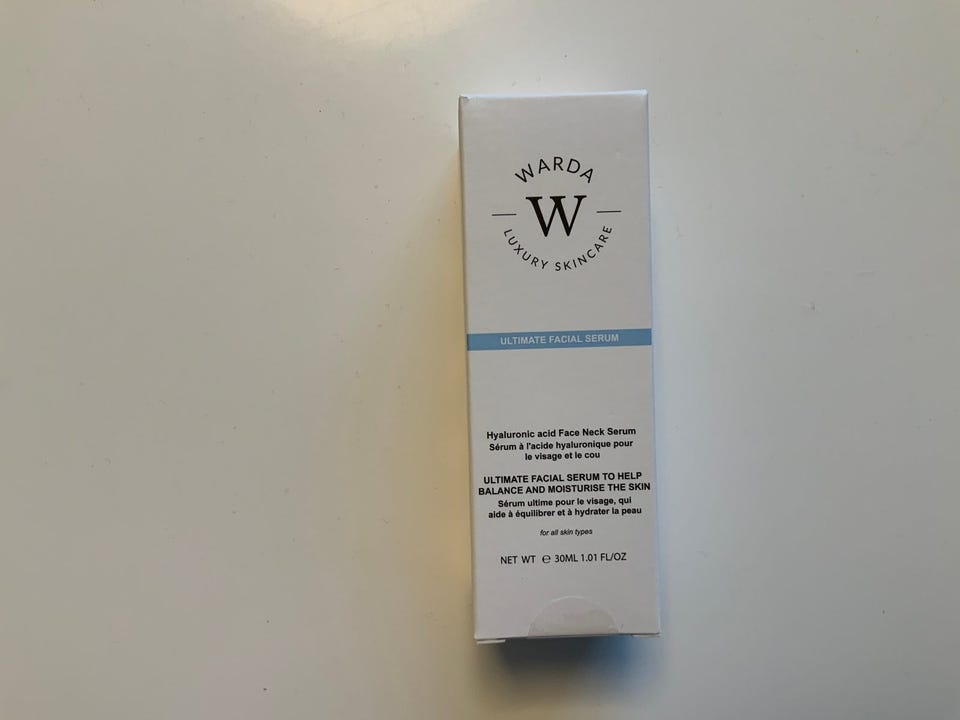 WARDA
W
LUXURY SKINCARE
ULTIMATE FACIAL SERUM
Hyaluronic acid Face Neck Serum
Sérum à l'acide hyaluronique pour
le visage et le cou
ULTIMATE FACIAL SERUM TO HELP
BALANCE AND MOISTURISE THE SKIN
Sérum ultime pour le visage, qui
aide à équilibrer et à hydrater la peau
for all skin types
NET WT ℮ 30ML 1.01 FL/OZ